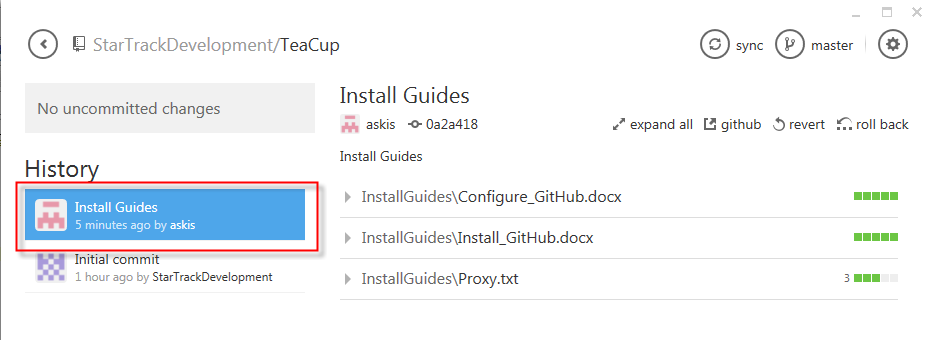 StarTrackDevelopment/TeaCup
sync
master
No uncommitted changes
History
Install Guides
5 minutes ago by askis
Initial commit
1 hour ago by StarTrackDevelopment
Install Guides
askis 0a2a418
expand all github revert roll back
Install Guides
InstallGuides\Configure_GitHub.docx
InstallGuides\Install_GitHub.docx
InstallGuides\Proxy.txt 3